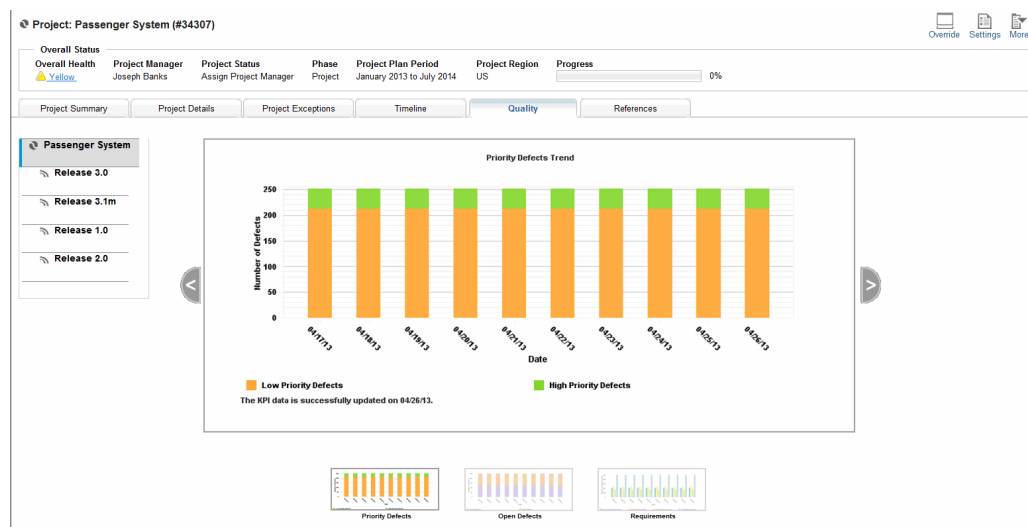 Project: Passenger System (#34307)
Override Settings More
Overall Status
Overall Health Project Manager Project Status Phase Project Plan Period Project Region Progress
Yellow Joseph Banks Assign Project Manager Project January 2013 to July 2014 US 0%
Project Summary Project Details Project Exceptions Timeline Quality References
Passenger System
Release 3.0
Release 3.1m
Release 1.0
Release 2.0
Priority Defects Trend
Number of Defects
250
200
150
100
50
0
04/17/13 04/18/13 04/19/13 04/20/13 04/21/13 04/22/13 04/23/13 04/24/13 04/25/13 04/26/13
Date
Low Priority Defects High Priority Defects
The KPI data is successfully updated on 04/26/13.
< >
Priority Defects Open Defects Requirements